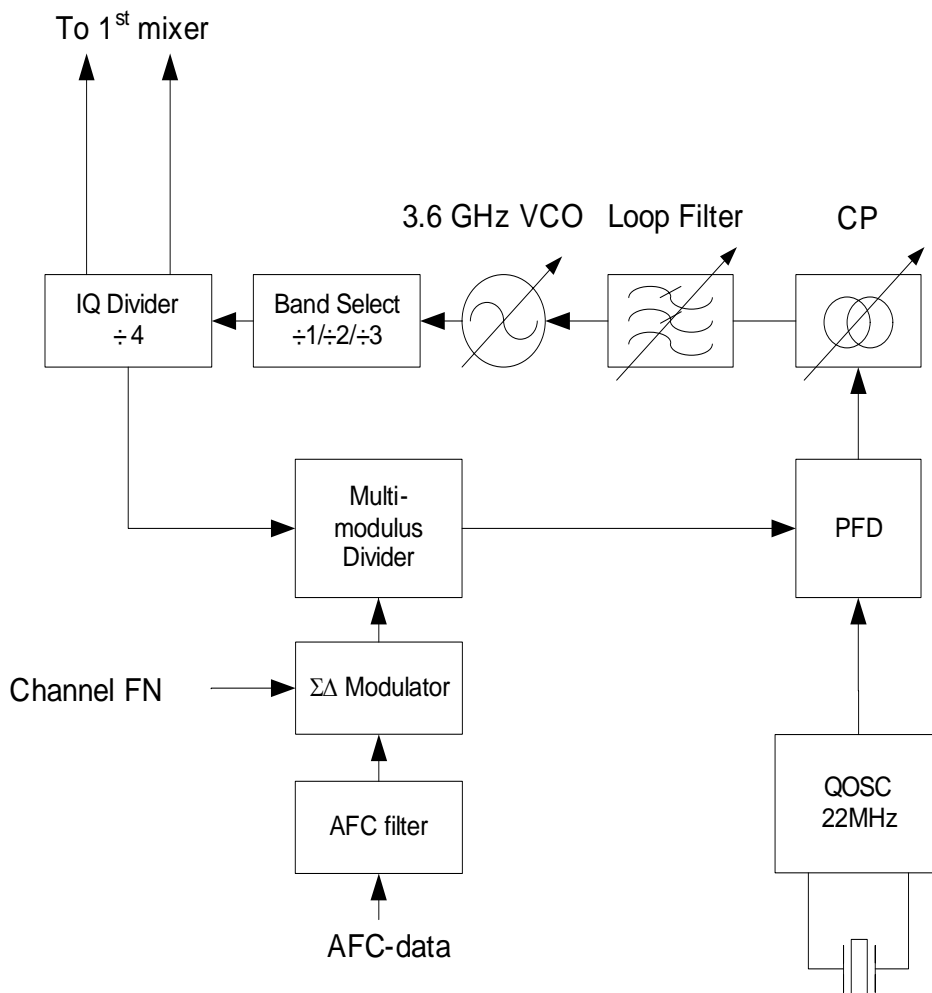 To 1st mixer
3.6 GHz VCO
Loop Filter
CP
IQ Divider
÷4
Band Select
÷1/÷2/÷3
Multi-
modulus
Divider
PFD
Channel FN
ΣΔ Modulator
AFC filter
AFC-data
QOSC
22MHz